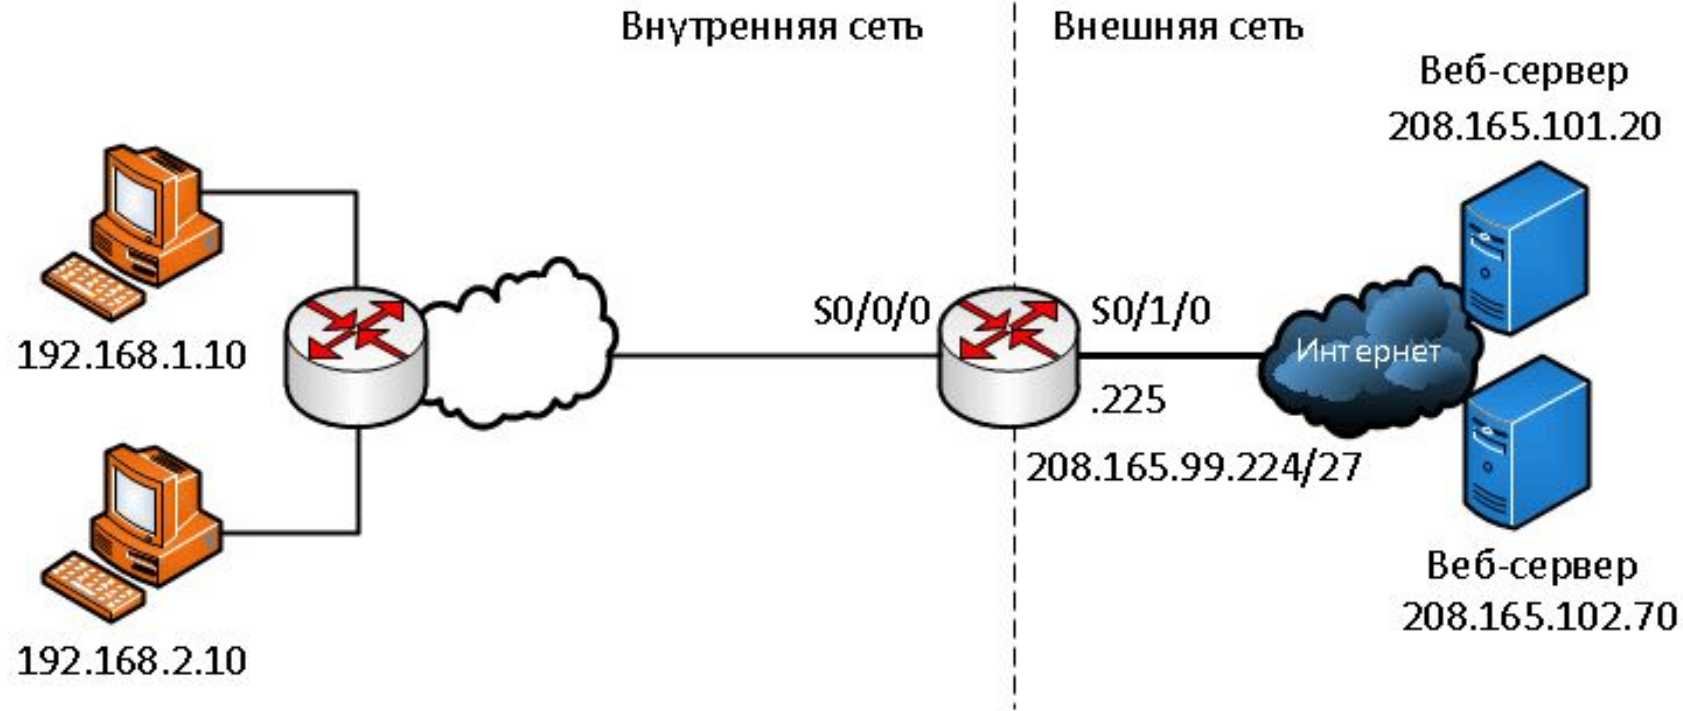 Внутренняя сеть
Внешняя сеть
Веб-сервер
208.165.101.20
192.168.1.10
S0/0/0
S0/1/0
Интернет
.225
208.165.99.224/27
Веб-сервер
208.165.102.70
192.168.2.10